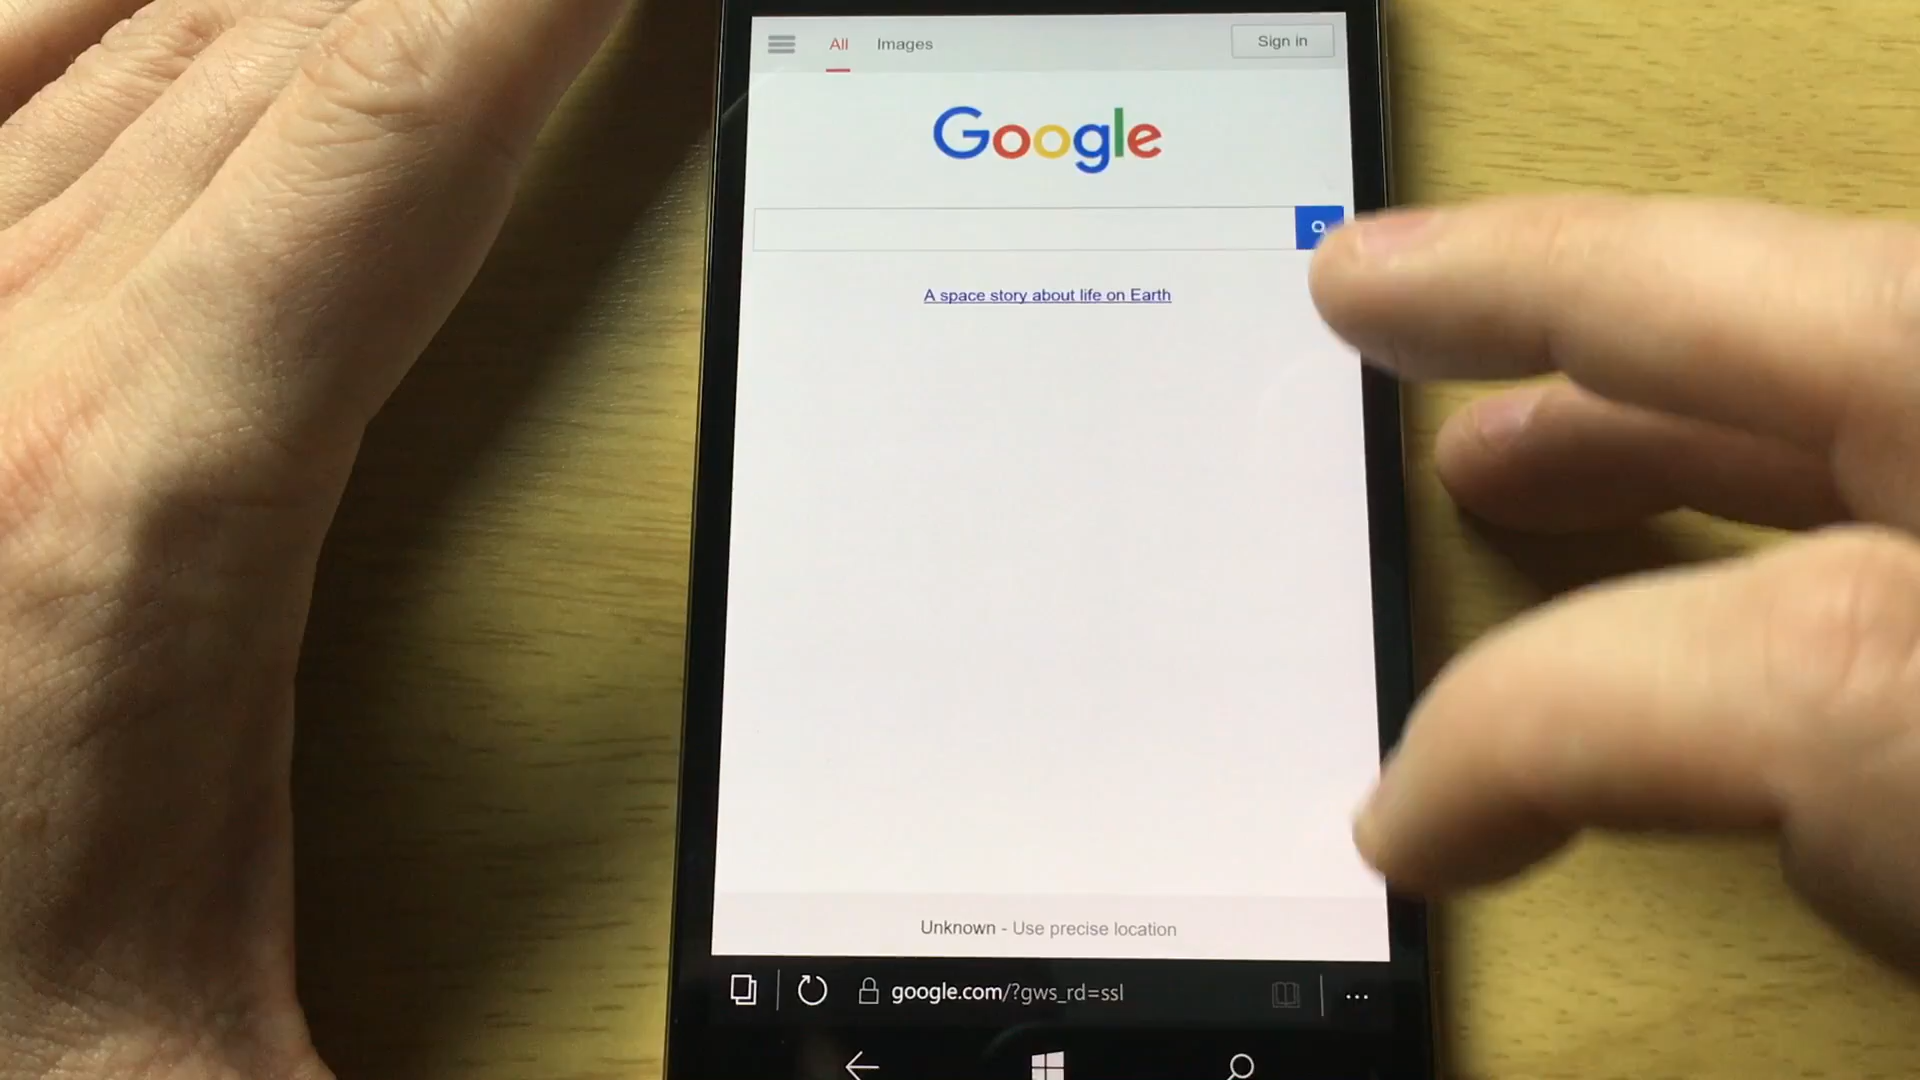 All Images Sign in
Google
A space story about life on Earth
Unknown - Use precise location
google.com/?gws_rd=ssl